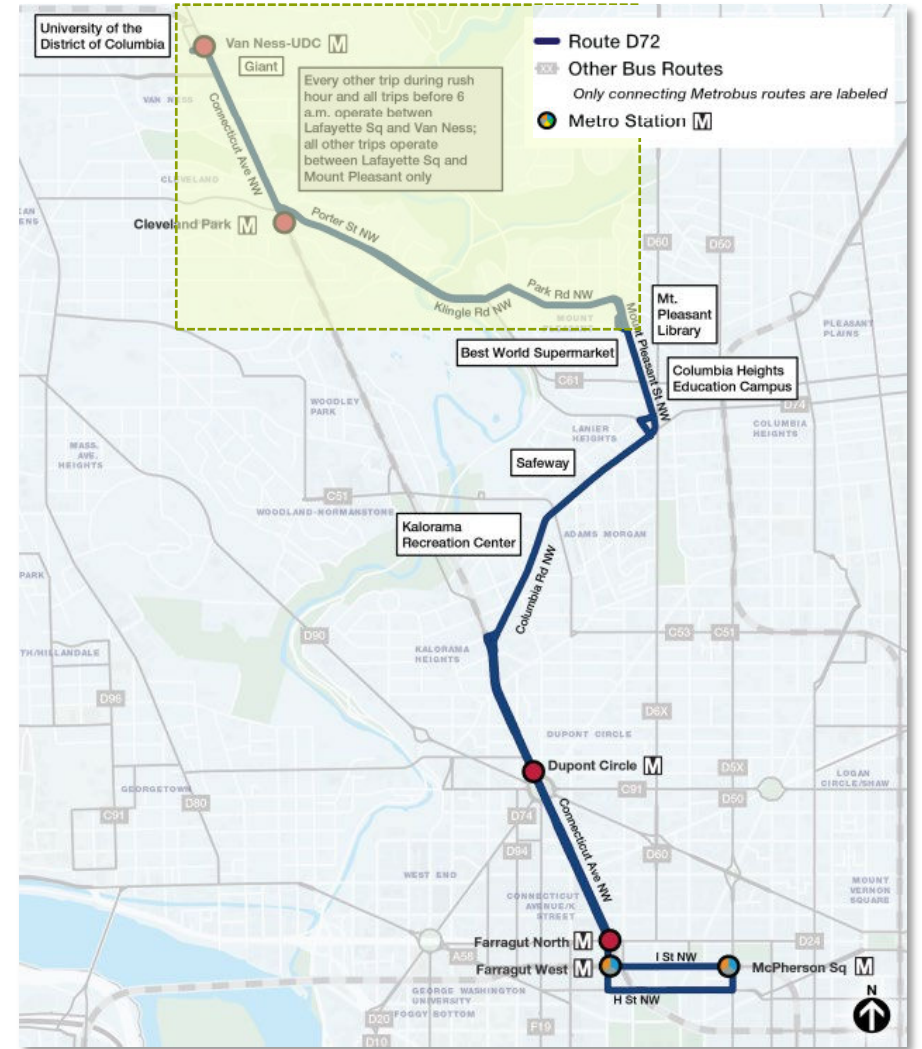 University of the
District of Columbia
Van Ness-UDC M
Giant
Every other trip during rush
hour and all trips before 6
a.m. operate betwen
Lafayette Sq and Van Ness;
all other trips operate
between Lafayette Sq and
Mount Pleasant only
Route D72
XX Other Bus Routes
Only connecting Metrobus routes are labeled
Metro Station M
VAN NESS
Connecticut Ave NW
CLEVELAND
Cleveland Park M
Porter St NW
D60
D50
Park Rd NW
Klingle Rd NW
MOUNT
Mount Pleasant St NW
Mt.
Pleasant
Library
PLEASANT
PLAINS
Best World Supermarket
Columbia Heights
Education Campus
C61
D74
WOODLEY
PARK
LANIER
HEIGHTS
COLUMBIA
HEIGHTS
MASS.
AVE.
HEIGHTS
Safeway
C51
WOODLAND-NORMANSTONE
Kalorama
Recreation Center
ADAMS MORGAN
PARK
Columbia Rd NW
D90
C53
C51
TH/HILLANDALE
KALORAMA
HEIGHTS
D96
D6X
DUPONT CIRCLE
Dupont Circle M
D5X
LOGAN
CIRCLE/SHAW
GEORGETOWN
D80
C91
D50
C91
D74
Connecticut Ave NW
D94
D60
WEST END
MOUNT
VERNON
SQUARE
CONNECTICUT
AVENUE/K
STREET
Farragut North M
D24
A58
I St NW
Farragut West M
McPherson Sq M
GEORGE WASHINGTON
UNIVERSITY
H St NW
N
FOGGY BOTTOM
D20
F19
D10